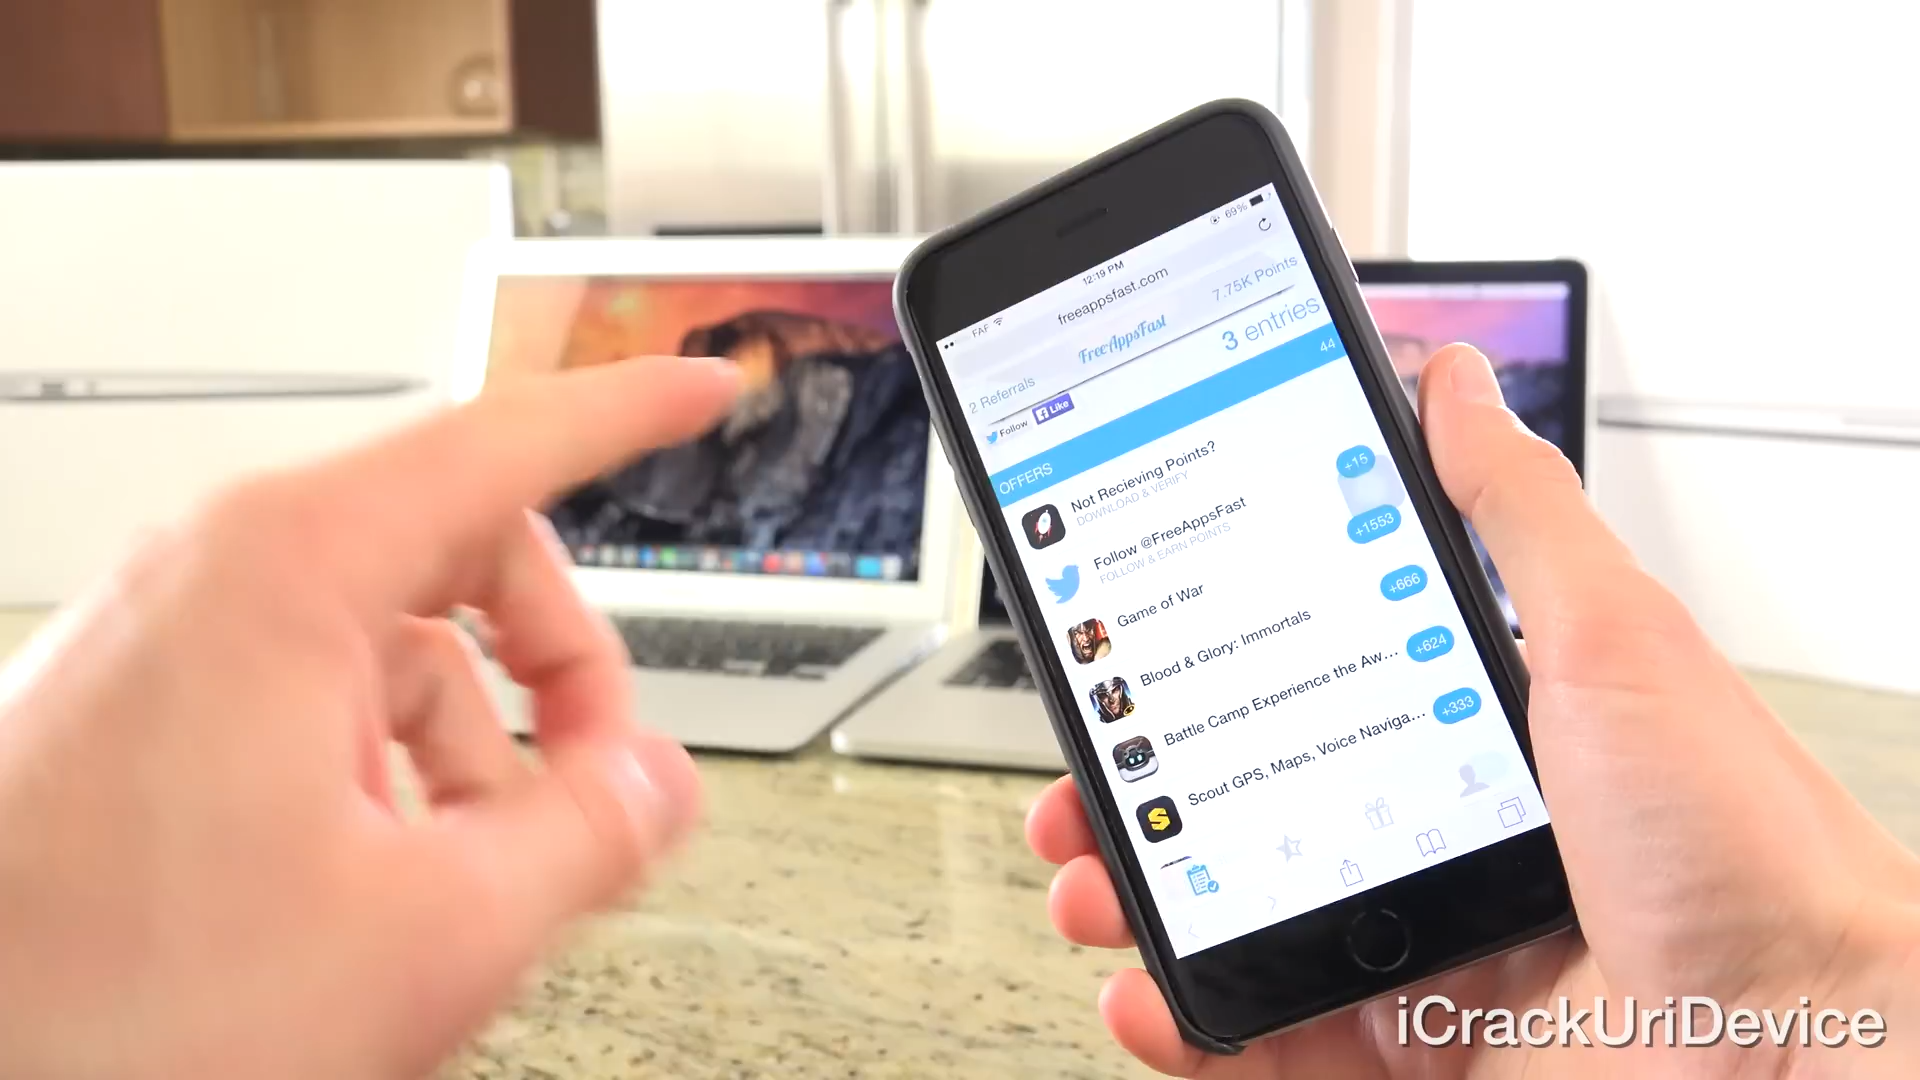 FAF 12:19 PM 69%
freeappsfast.com
2 Referrals FreeAppsFast 7.75K Points
Follow Like 3 entries
OFFERS 44
Not Recieving Points? +15
DOWNLOAD & VERIFY
Follow @FreeAppsFast +1553
FOLLOW & EARN POINTS
Game of War +666
Blood & Glory: Immortals +624
Battle Camp Experience the Aw... +333
Scout GPS, Maps, Voice Naviga...
iCrackUriDevice